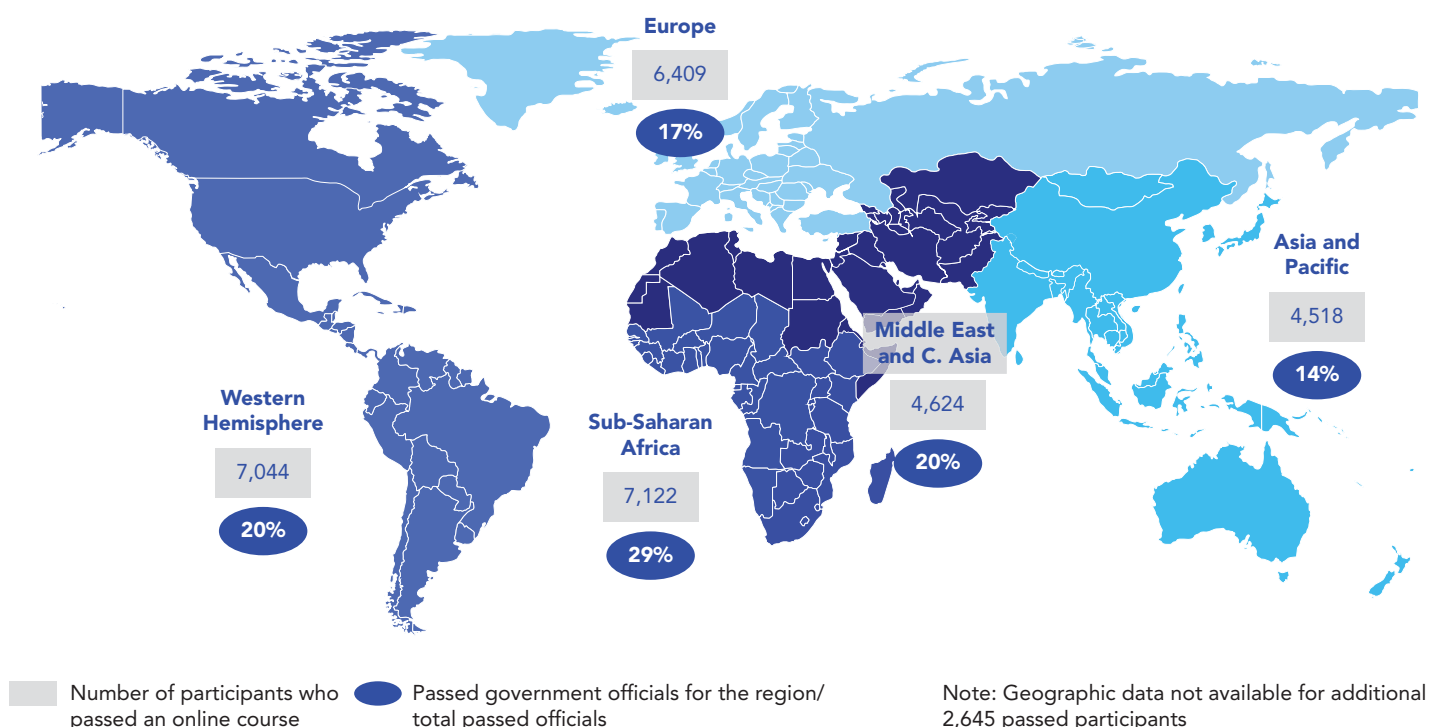 Europe
6,409
17%
Asia and
Pacific
4,518
14%
Middle East
and C. Asia
4,624
20%
Western
Hemisphere
7,044
20%
Sub-Saharan
Africa
7,122
29%
Number of participants who
passed an online course
Passed government officials for the region/
total passed officials
Note: Geographic data not available for additional
2,645 passed participants